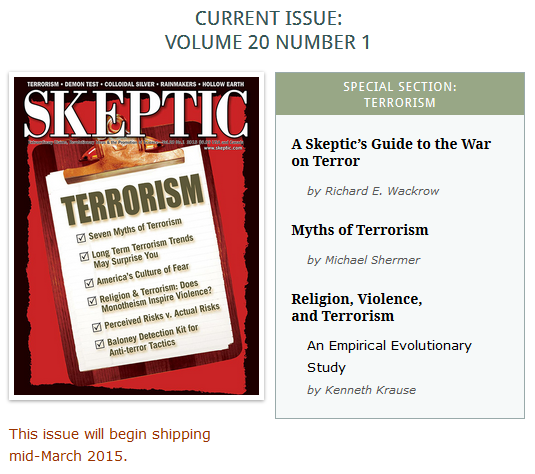 CURRENT ISSUE:
VOLUME 20 NUMBER 1
TERRORISM • DEMON TEST • COLLOIDAL SILVER • RAINMAKERS • HOLLOW EARTH
SKEPTIC
www.skeptic.com
TERRORISM
Seven Myths of Terrorism
Long Term Terrorism Trends
May Surprise You
America's Culture of Fear
Religion & Terrorism: Does
Monotheism Inspire Violence?
Perceived Risks v. Actual Risks
Baloney Detection Kit for
Anti-terror Tactics
This issue will begin shipping
mid-March 2015.
SPECIAL SECTION:
TERRORISM
A Skeptic’s Guide to the War
on Terror
by Richard E. Wackrow
Myths of Terrorism
by Michael Shermer
Religion, Violence,
and Terrorism
An Empirical Evolutionary
Study
by Kenneth Krause